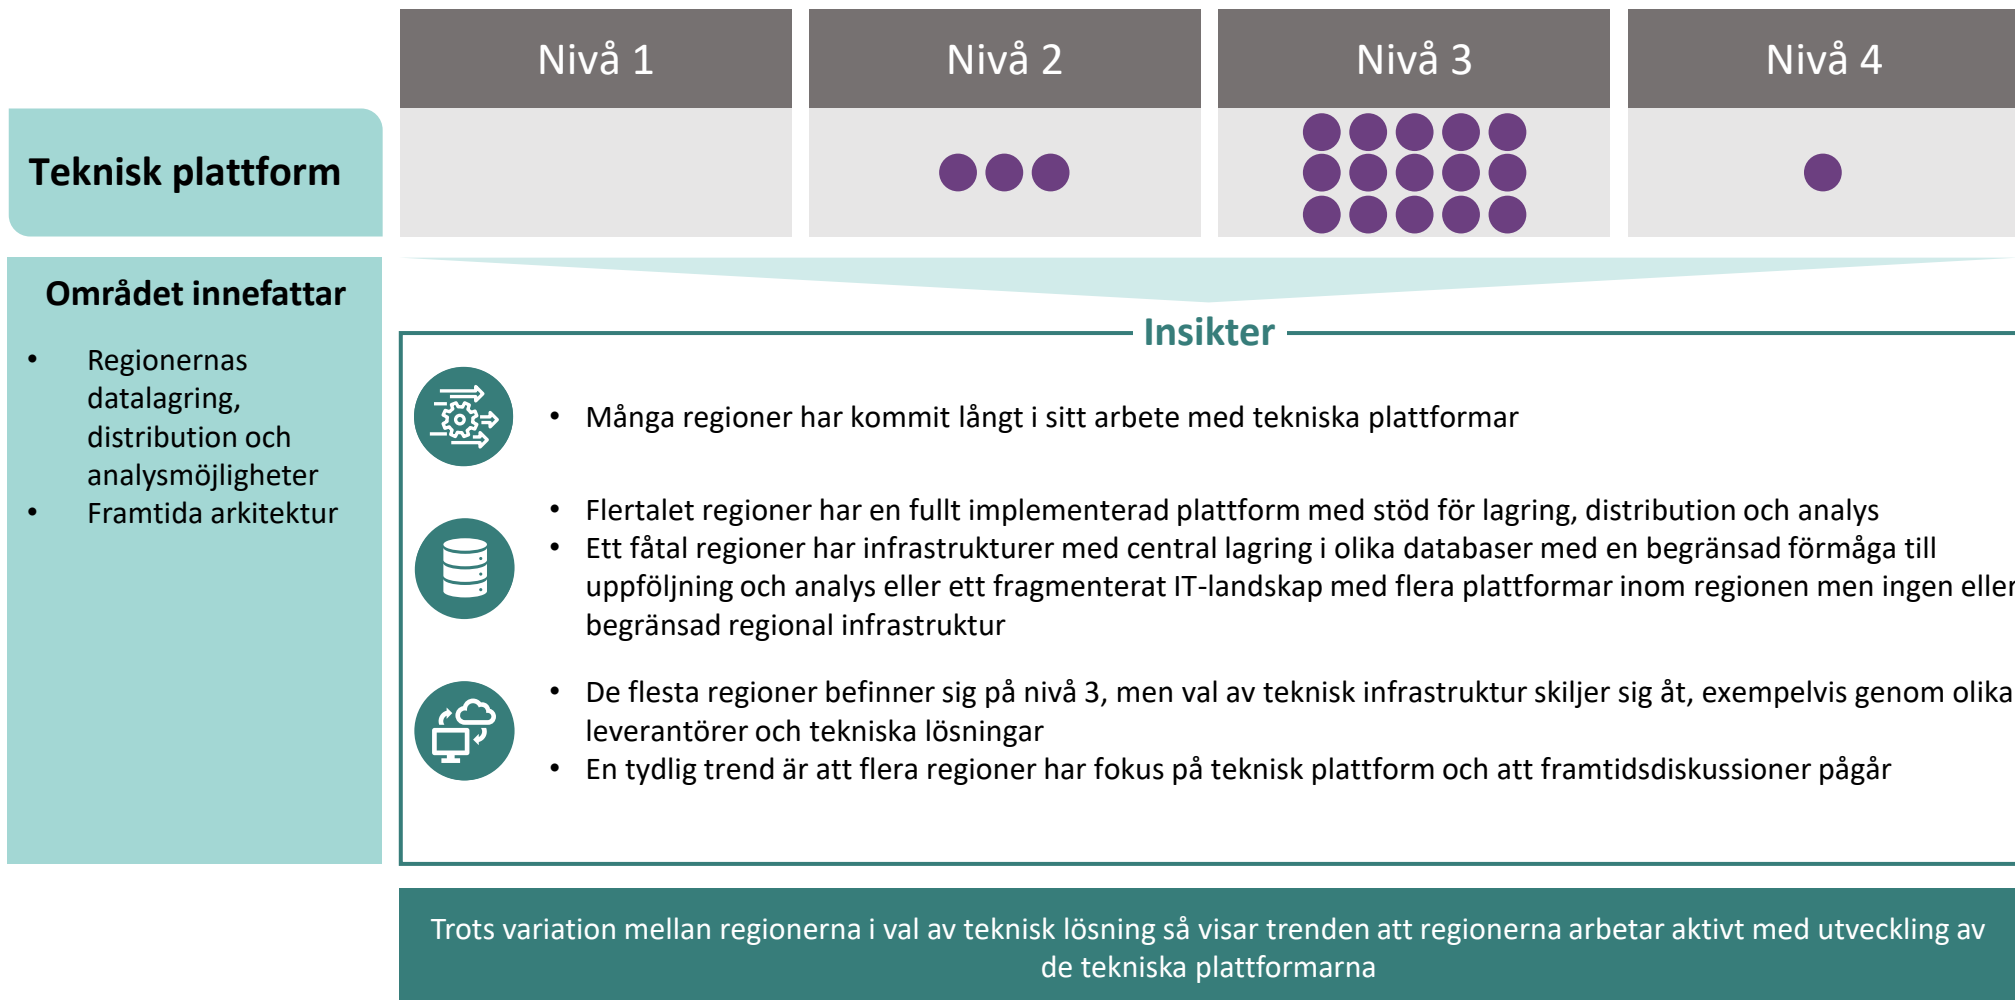 Nivå 1
Nivå 2
Nivå 3
Nivå 4
Teknisk plattform
Området innefattar
• Regionernas
datalagring,
distribution och
analysmöjligheter
• Framtida arkitektur
Insikter
• Många regioner har kommit långt i sitt arbete med tekniska plattformar
• Flertalet regioner har en fullt implementerad plattform med stöd för lagring, distribution och analys
• Ett fåtal regioner har infrastrukturer med central lagring i olika databaser med en begränsad förmåga till
uppföljning och analys eller ett fragmenterat IT-landskap med flera plattformar inom regionen men ingen eller
begränsad regional infrastruktur
• De flesta regioner befinner sig på nivå 3, men val av teknisk infrastruktur skiljer sig åt, exempelvis genom olika
leverantörer och tekniska lösningar
• En tydlig trend är att flera regioner har fokus på teknisk plattform och att framtidsdiskussioner pågår
Trots variation mellan regionerna i val av teknisk lösning så visar trenden att regionerna arbetar aktivt med utveckling av
de tekniska plattformarna